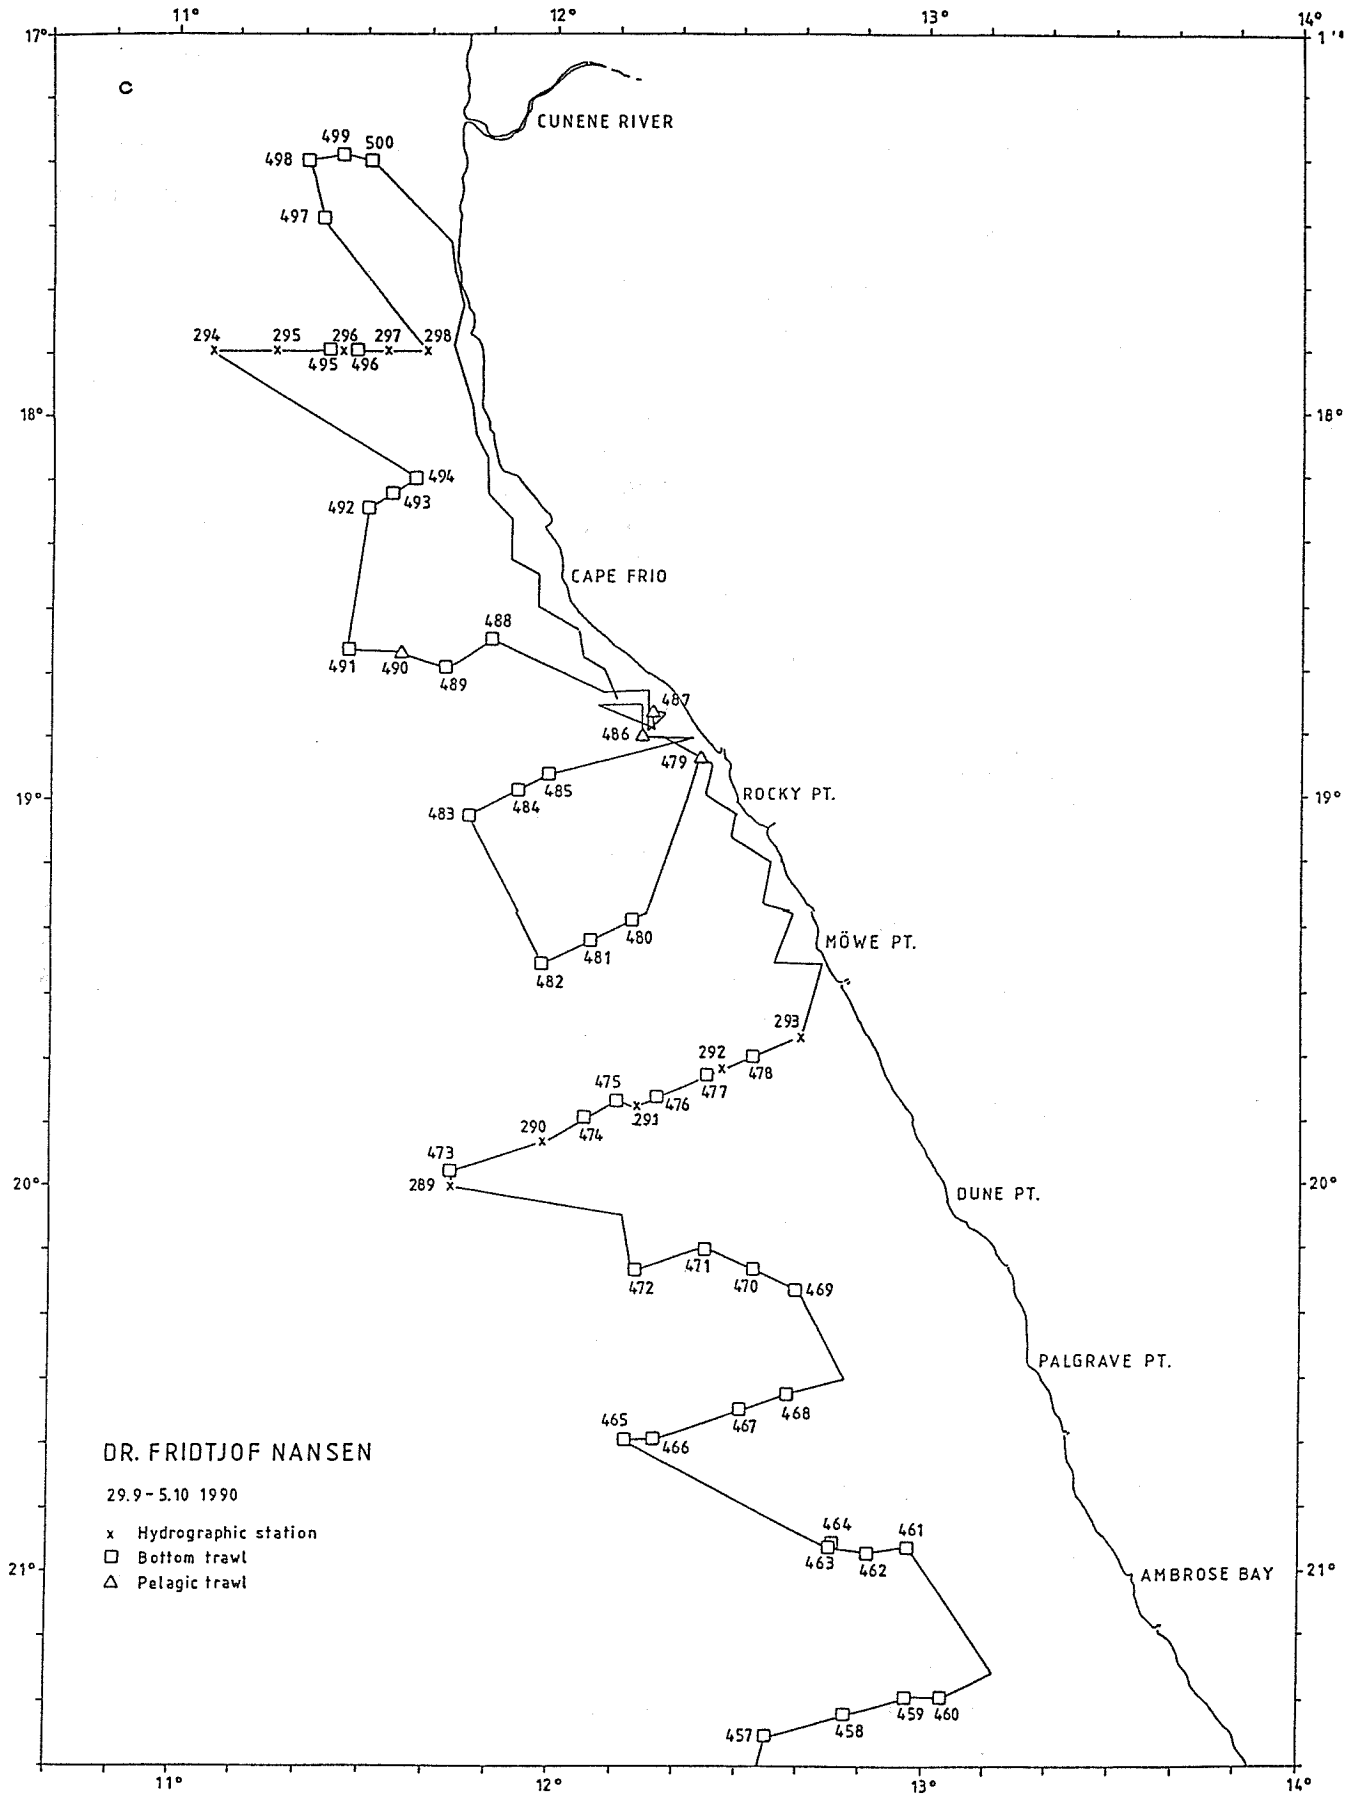 11° 12° 13° 14°
17°
C
CUNENE RIVER
499
500
498
497
294 295 296 297 298
495 496
18° 18°
494
493
492
CAPE FRIO
488
491 490
489
487
486
479
485
ROCKY PT.
484
19° 19°
483
480
MÖWE PT.
481
482
293
292
478
475
477
476
291
290
474
473
289
20° 20°
DUNE PT.
471
472 470 469
PALGRAVE PT.
468
465
467
466
DR. FRIDTJOF NANSEN
29.9-5.10 1990
x Hydrographic station
Bottom trawl
Pelagic trawl
464 461
463 462
21° 21°
AMBROSE BAY
459 460
458
457
11° 12° 13° 14°